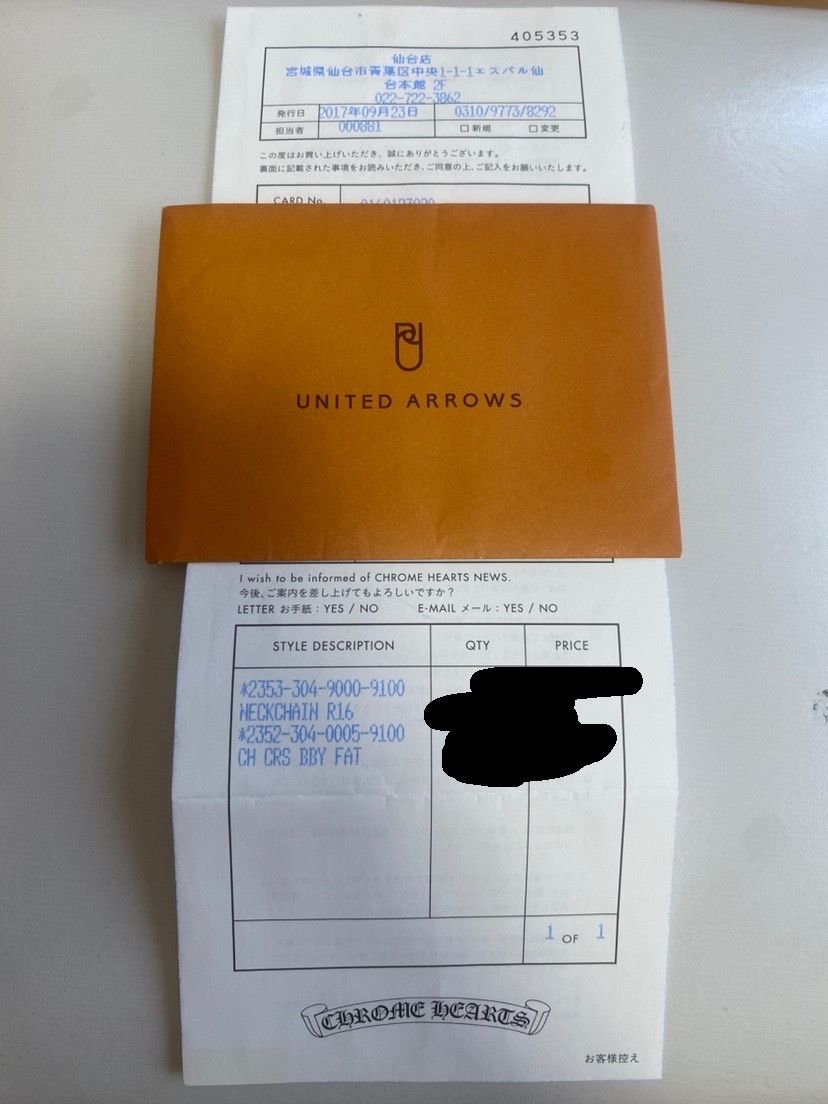 405353
仙台店
宮城県仙台市青葉区中央1-1-1エスパル仙
台本館 2F
022-722-3862
発行日 2017年09月23日 0310/9773/8292
担当者 000881 □新規 □変更
この度はお買い上げいただき、誠にありがとうございます。
裏面に記載された事項をお読みいただき、ご同意の上、ご記入をお願いいたします。
CARD No.
UNITED ARROWS
I wish to be informed of CHROME HEARTS NEWS.
今後、ご案内を差し上げてもよろしいですか？
LETTER お手紙：YES / NO E-MAIL メール：YES / NO
STYLE DESCRIPTION QTY PRICE
*2353-304-9000-9100
NECKCHAIN R16
*2352-304-0005-9100
CH CRS BBY FAT
1 OF 1
CHROME HEARTS
お客様控え